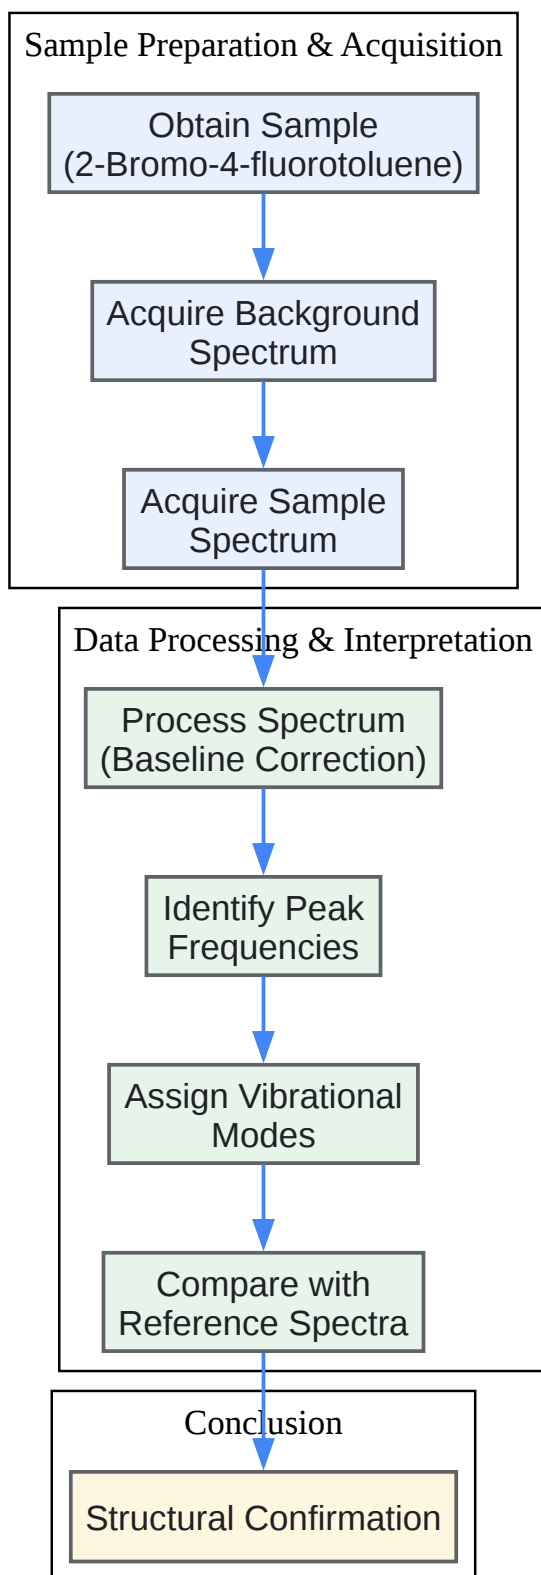 Sample Preparation & Acquisition
Obtain Sample
(2-Bromo-4-fluorotoluene)
Acquire Background
Spectrum
Acquire Sample
Spectrum
Data Processing & Interpretation
Process Spectrum
(Baseline Correction)
Identify Peak
Frequencies
Assign Vibrational
Modes
Compare with
Reference Spectra
Conclusion
Structural Confirmation